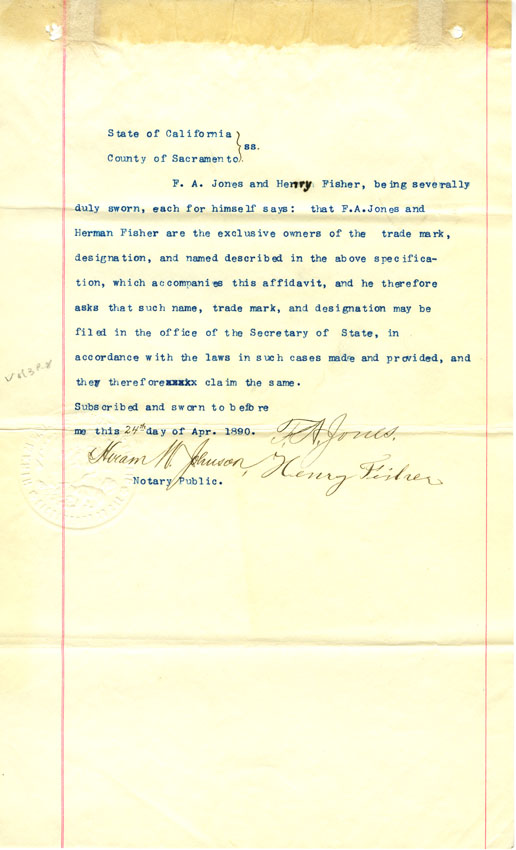 State of California
ss.
County of Sacramento
F. A. Jones and Henry Fisher, being severally
duly sworn, each for himself says: that F.A.Jones and
Herman Fisher are the exclusive owners of the trade mark,
designation, and named described in the above specifica-
tion, which accompanies this affidavit, and he therefore
asks that such name, trade mark, and designation may be
filed in the office of the Secretary of State, in
accordance with the laws in such cases made and provided, and
they therefore xxxxx claim the same.
Subscribed and sworn to before
me this 24th day of Apr. 1890. F. A. Jones.
Hiram W. Johnson, Henry Fisher
Notary Public.